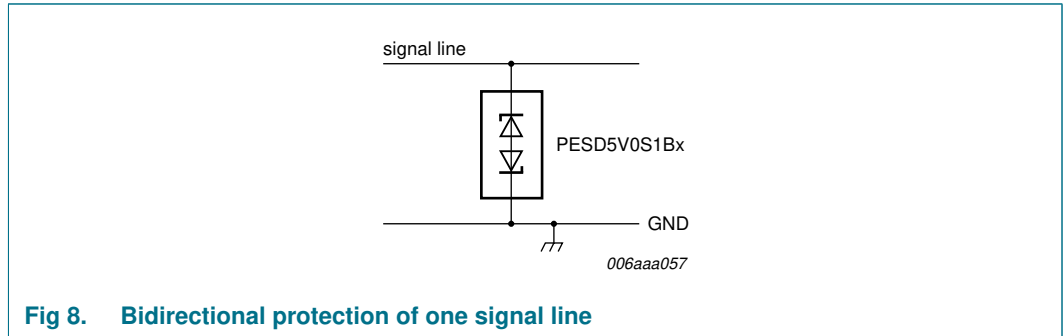 signal line
PESD5V0S1Bx
GND
006aaa057
Fig 8. Bidirectional protection of one signal line